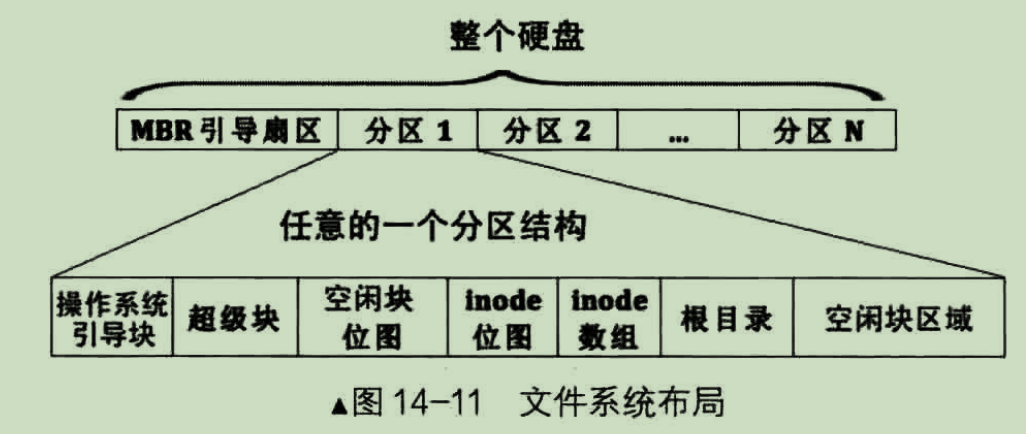 整个硬盘
MBR引导扇区 分区 1 分区 2 ... 分区 N
任意的一个分区结构
操作系统
引导块
超级块
空闲块
位图
inode
位图
inode
数组
根目录
空闲块区域
▲图 14-11 文件系统布局